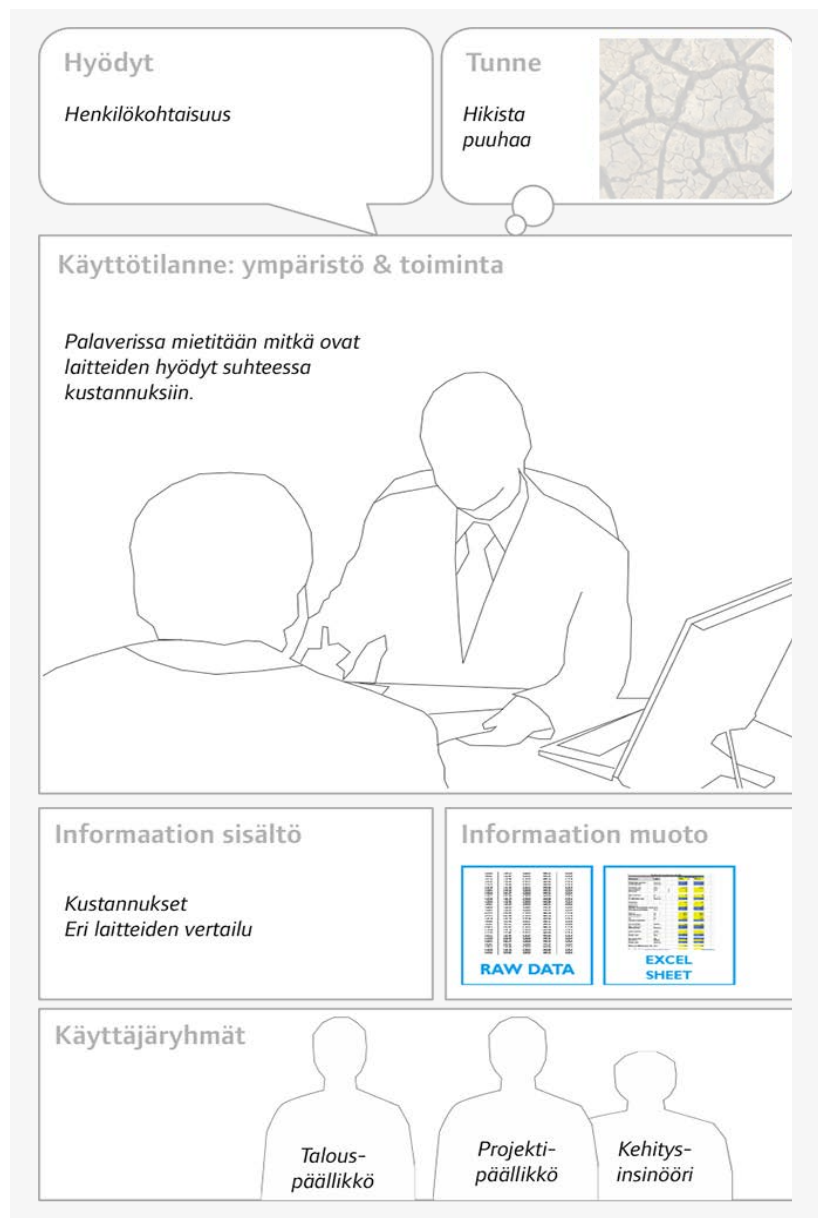 Hyödyt
Henkilökohtaisuus
Tunne
Hikista
puuhaa
Käyttötilanne: ympäristö & toiminta
Palaverissa mietitään mitkä ovat
laitteiden hyödyt suhteessa
kustannuksiin.
Informaation sisältö
Kustannukset
Eri laitteiden vertailu
Informaation muoto
RAW DATA
EXCEL
SHEET
Käyttäjäryhmät
Talous-
päällikkö
Projekti-
päällikkö
Kehitys-
insinööri